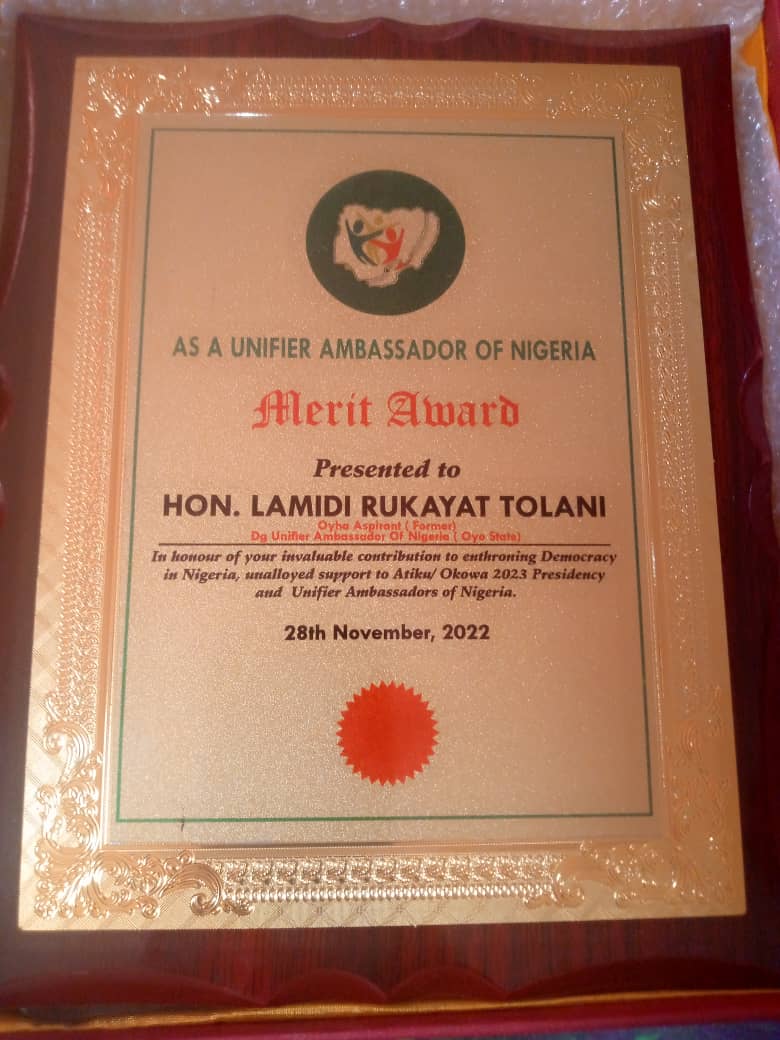 AS A UNIFIER AMBASSADOR OF NIGERIA
Merit Award
Presented to
HON. LAMIDI RUKAYAT TOLANI
Oyha Aspirant ( Former)
Dg Unifier Ambassador Of Nigeria ( Oyo State)
In honour of your invaluable contribution to enthroning Democracy
in Nigeria, unalloyed support to Atiku/ Okowa 2023 Presidency
and Unifier Ambassadors of Nigeria.
28th November, 2022